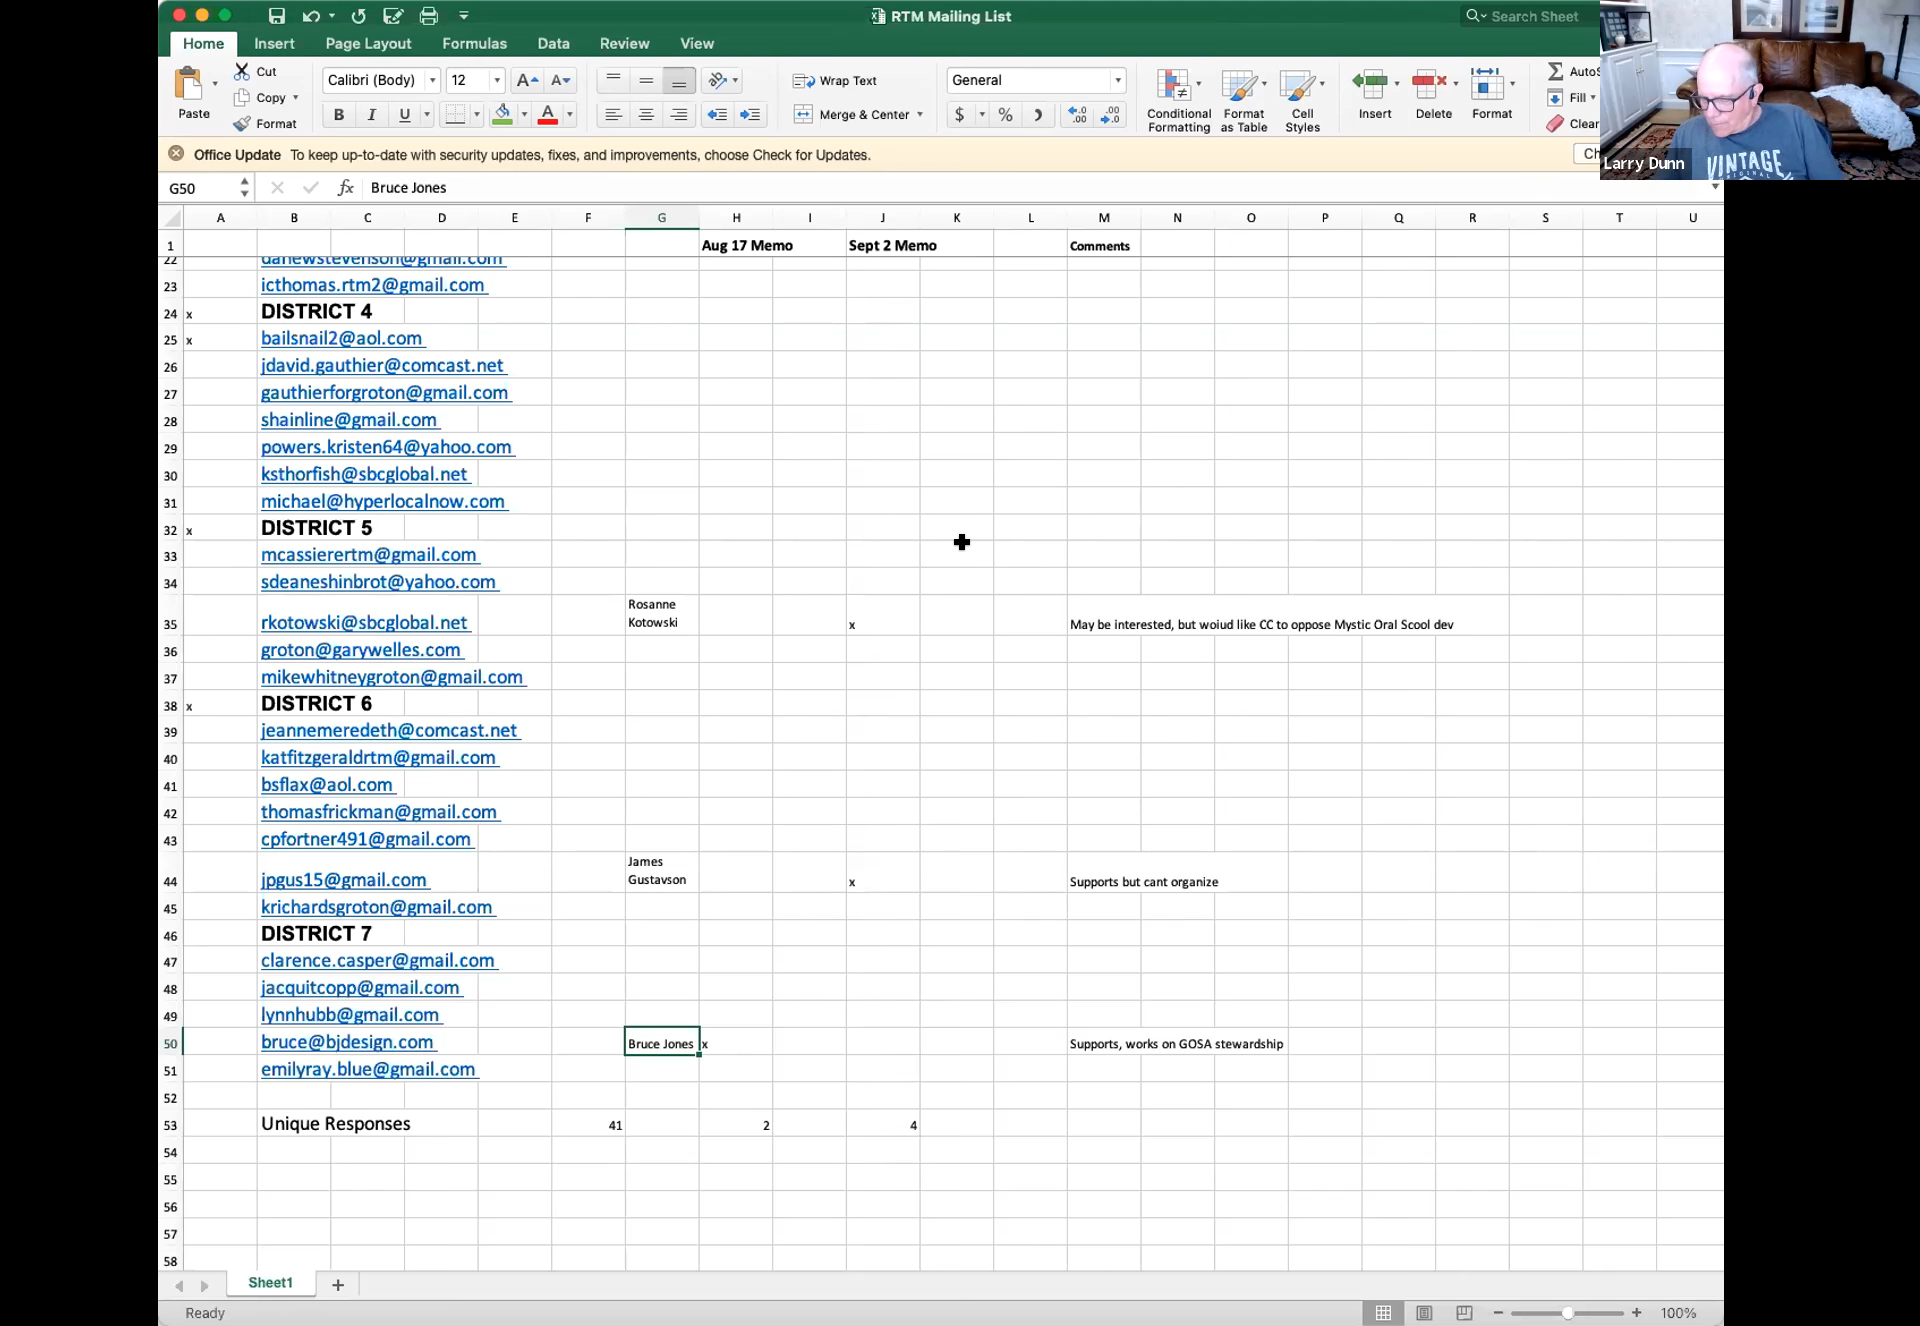 RTM Mailing List
Search Sheet
Home Insert Page Layout Formulas Data Review View
Paste
Cut
Copy
Format
Calibri (Body) 12
A A
B I U A
Wrap Text
Merge & Center
General
$ % )
Conditional Formatting
Format as Table
Cell Styles
Insert
Delete
Format
Fill
Clear
Larry Dunn
VINTAGE
Office Update To keep up-to-date with security updates, fixes, and improvements, choose Check for Updates.
G50 fx Bruce Jones
A B C D E F G H I J K L M N O P Q R S T U
1 Aug 17 Memo Sept 2 Memo Comments
22 danewstevenson@gmail.com
23 icthomas.rtm2@gmail.com
24 x DISTRICT 4
25 x bailsnail2@aol.com
26 jdavid.gauthier@comcast.net
27 gauthierforgroton@gmail.com
28 shainline@gmail.com
29 powers.kristen64@yahoo.com
30 ksthorfish@sbcglobal.net
31 michael@hyperlocalnow.com
32 x DISTRICT 5
33 mcassierertm@gmail.com
34 sdeaneshinbrot@yahoo.com
35 rkotowski@sbcglobal.net Rosanne Kotowski x May be interested, but woiud like CC to oppose Mystic Oral Scool dev
36 groton@garywelles.com
37 mikewhitneygroton@gmail.com
38 x DISTRICT 6
39 jeannemeredeth@comcast.net
40 katfitzgeraldrtm@gmail.com
41 bsflax@aol.com
42 thomasfrickman@gmail.com
43 cpfortner491@gmail.com
44 jpgus15@gmail.com James Gustavson x Supports but cant organize
45 krichardsgroton@gmail.com
46 DISTRICT 7
47 clarence.casper@gmail.com
48 jacquitcopp@gmail.com
49 lynnhubb@gmail.com
50 bruce@bjdesign.com Bruce Jones x Supports, works on GOSA stewardship
51 emilyray.blue@gmail.com
52
53 Unique Responses 41 2 4
54
55
56
57
58
Sheet1 +
Ready
100%